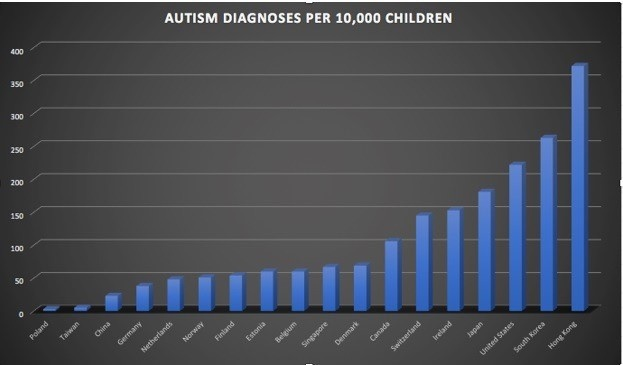 AUTISM DIAGNOSES PER 10,000 CHILDREN
400
350
300
250
200
150
100
50
0
Poland
Taiwan
China
Germany
Netherlands
Norway
Finland
Estonia
Belgium
Singapore
Denmark
Canada
Switzerland
Ireland
Japan
United States
South Korea
Hong Kong